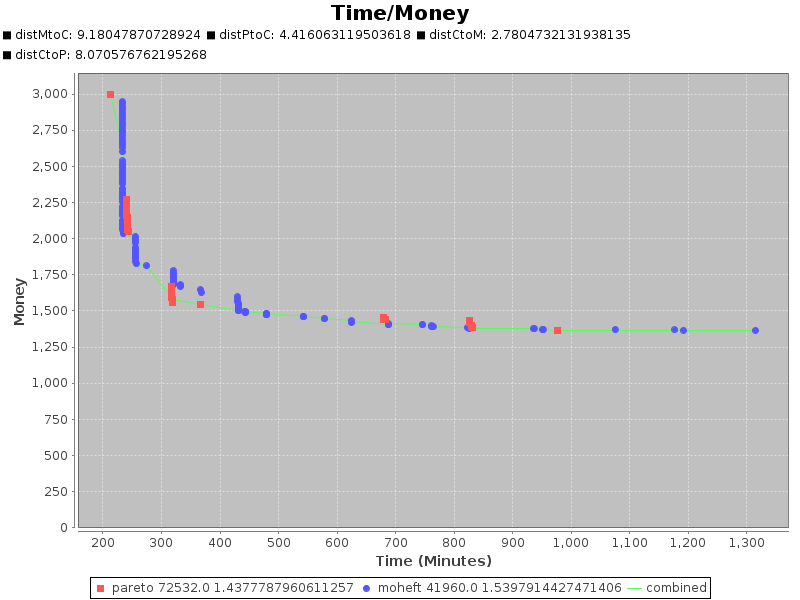 Time/Money
■ distMtoC: 9.18047870728924 ■ distPtoC: 4.416063119503618 ■ distCtoM: 2.7804732131938135
■ distCtoP: 8.070576762195268
3,000
2,750
2,500
2,250
2,000
1,750
1,500
1,250
1,000
750
500
250
0
Money
200 300 400 500 600 700 800 900 1,000 1,100 1,200 1,300
Time (Minutes)
pareto 72532.0 1.4377787960611257 moheft 41960.0 1.5397914427471406 combined